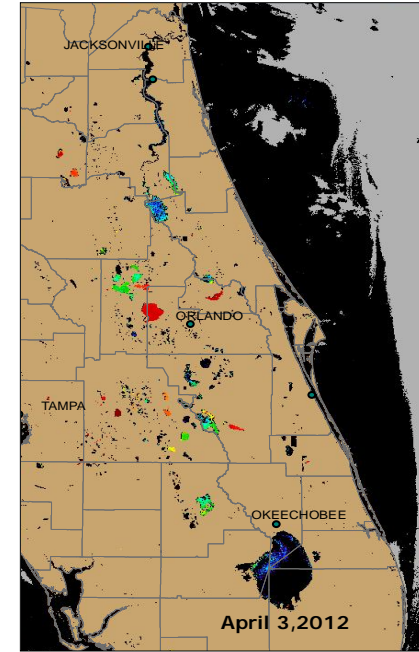 JACKSONVILLE
ORLANDO
TAMPA
OKEECHOBEE
April 3,2012